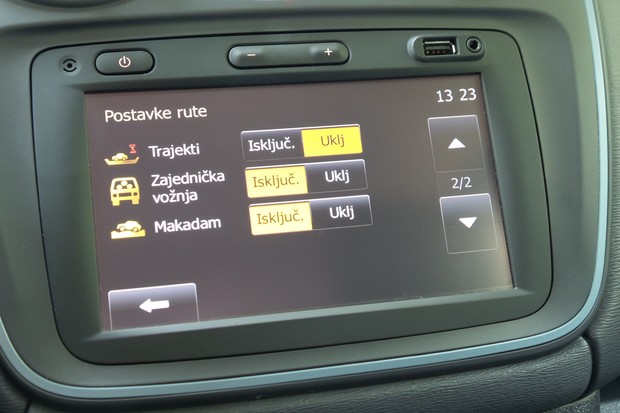 Postavke rute
13 23
Trajekti Isključ. Uklj
Zajednička
vožnja Isključ. Uklj
Makadam Isključ. Uklj
2/2